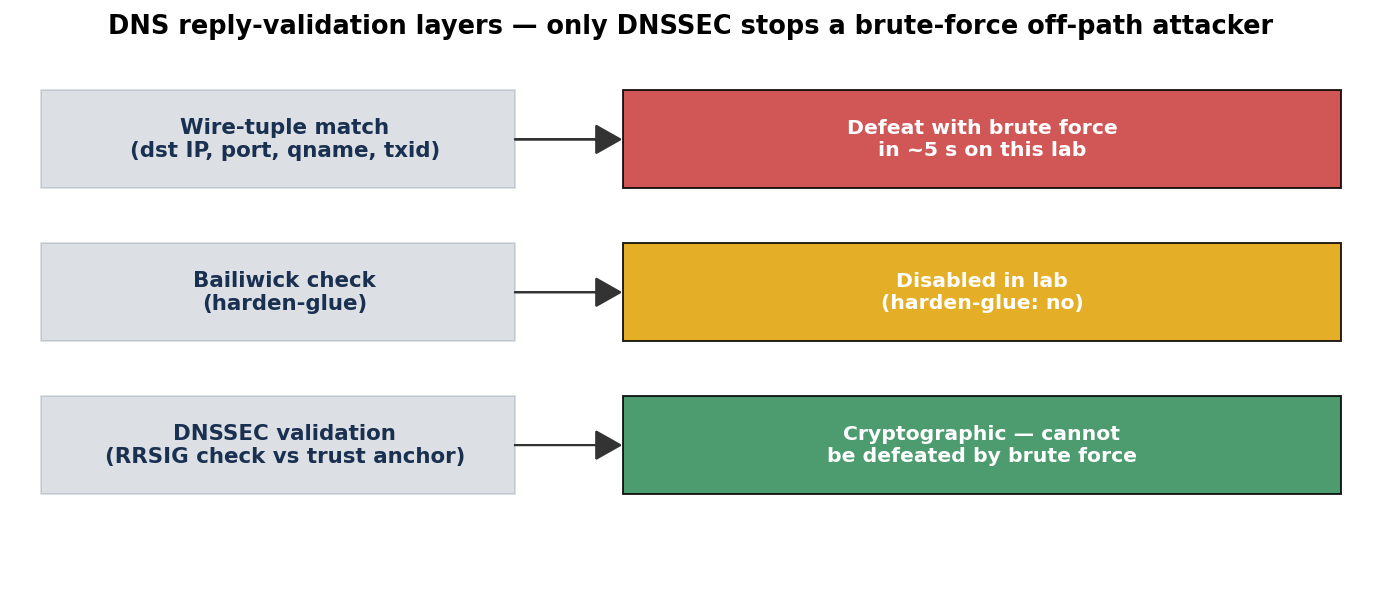 DNS reply-validation layers — only DNSSEC stops a brute-force off-path attacker
Wire-tuple match
(dst IP, port, qname, txid)
Defeat with brute force
in ~5 s on this lab
Bailiwick check
(harden-glue)
Disabled in lab
(harden-glue: no)
DNSSEC validation
(RRSIG check vs trust anchor)
Cryptographic — cannot
be defeated by brute force